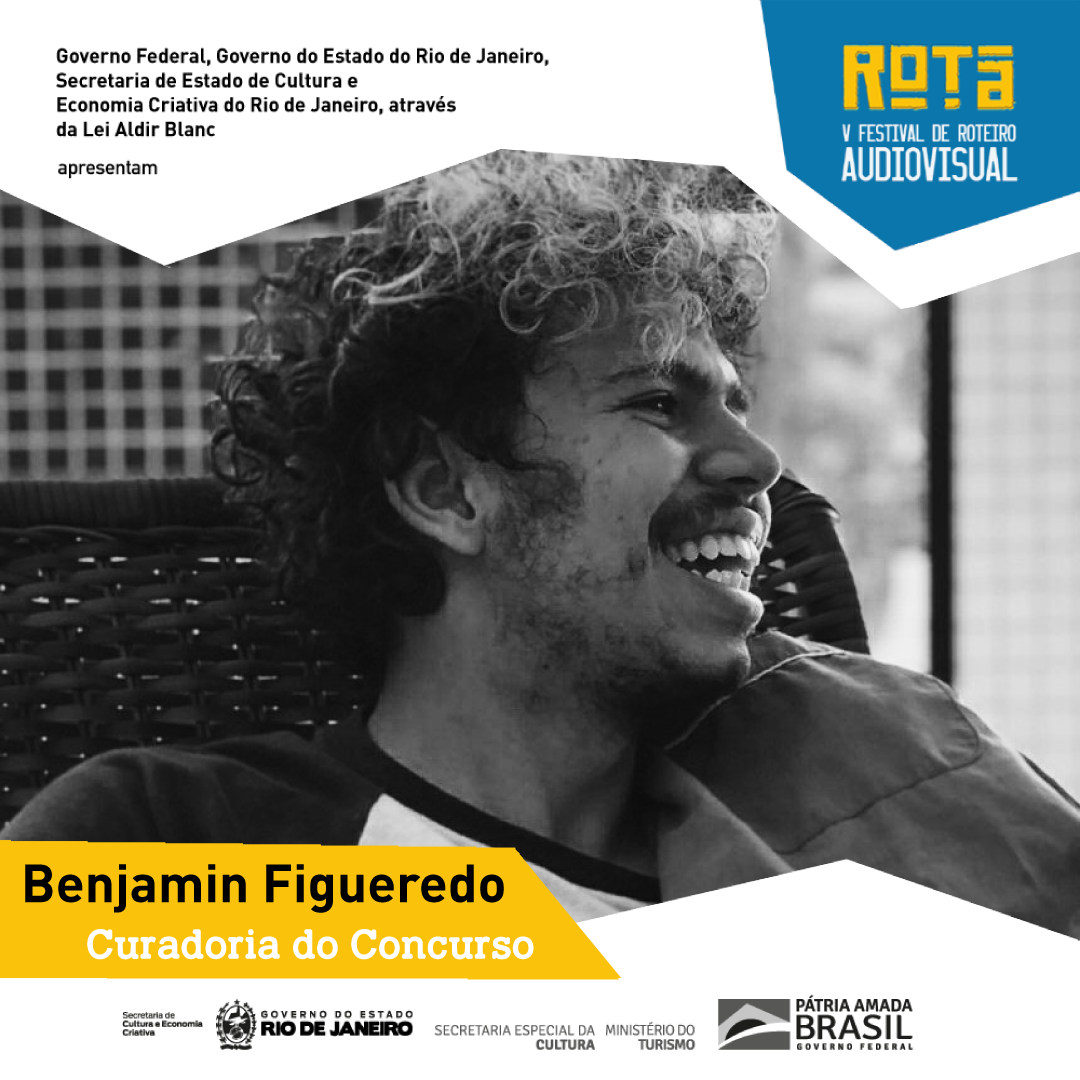 Governo Federal, Governo do Estado do Rio de Janeiro,
Secretaria de Estado de Cultura e
Economia Criativa do Rio de Janeiro, através
da Lei Aldir Blanc
apresentam
ROTA
V FESTIVAL DE ROTEIRO
AUDIOVISUAL
Benjamin Figueredo
Curadoria do Concurso
Secretaria de
Cultura e Economia
Criativa
GOVERNO DO ESTADO
RIO DE JANEIRO
SECRETARIA ESPECIAL DA
CULTURA
MINISTÉRIO DO
TURISMO
PÁTRIA AMADA
BRASIL
GOVERNO FEDERAL